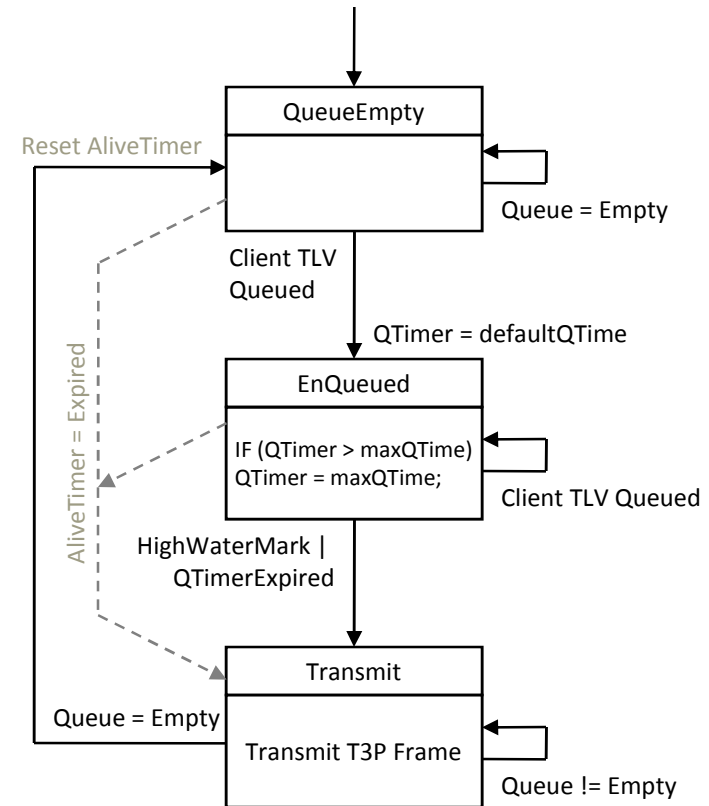 QueueEmpty
Reset AliveTimer
Queue = Empty
Client TLV
Queued
QTimer = defaultQTime
EnQueued
AliveTimer = Expired
IF (QTimer > maxQTime)
QTimer = maxQTime;
Client TLV Queued
HighWaterMark |
QTimerExpired
Transmit
Queue = Empty
Transmit T3P Frame
Queue != Empty